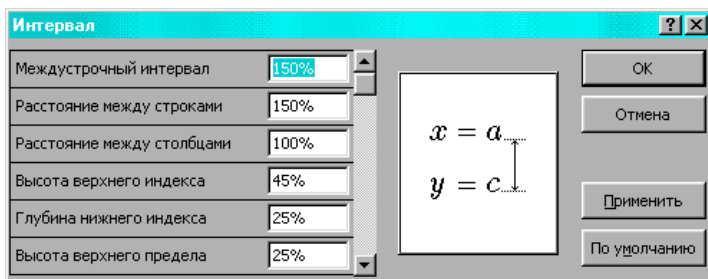 Интервал
Междустрочный интервал 150%
Расстояние между строками 150%
Расстояние между столбцами 100%
Высота верхнего индекса 45%
Глубина нижнего индекса 25%
Высота верхнего предела 25%
x = a
y = c
ОК
Отмена
Применить
По умолчанию